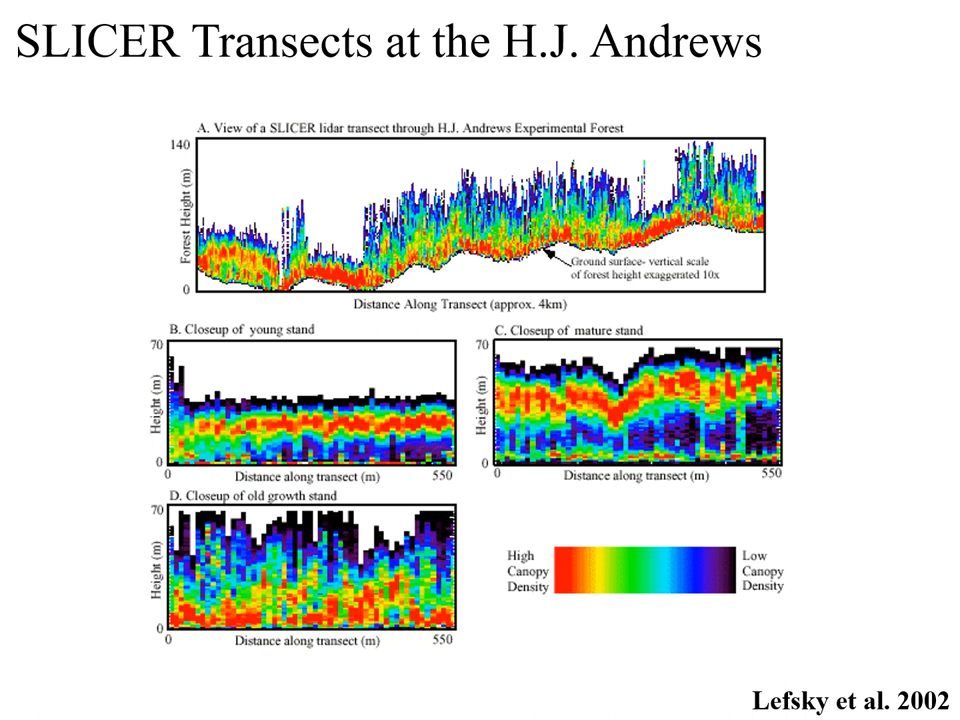 SLICER Transects at the H.J. Andrews
A. View of a SLICER lidar transect through H.J. Andrews Experimental Forest
140
Forest Height (m)
0
Ground surface- vertical scale
of forest height exaggerated 10x
Distance Along Transect (approx. 4km)
B. Closeup of young stand
70
Height (m)
0
0
Distance along transect (m)
550
C. Closeup of mature stand
70
Height (m)
0
0
Distance along transect (m)
550
D. Closeup of old growth stand
70
Height (m)
0
0
Distance along transect (m)
550
High
Canopy
Density
Low
Canopy
Density
Lefsky et al. 2002